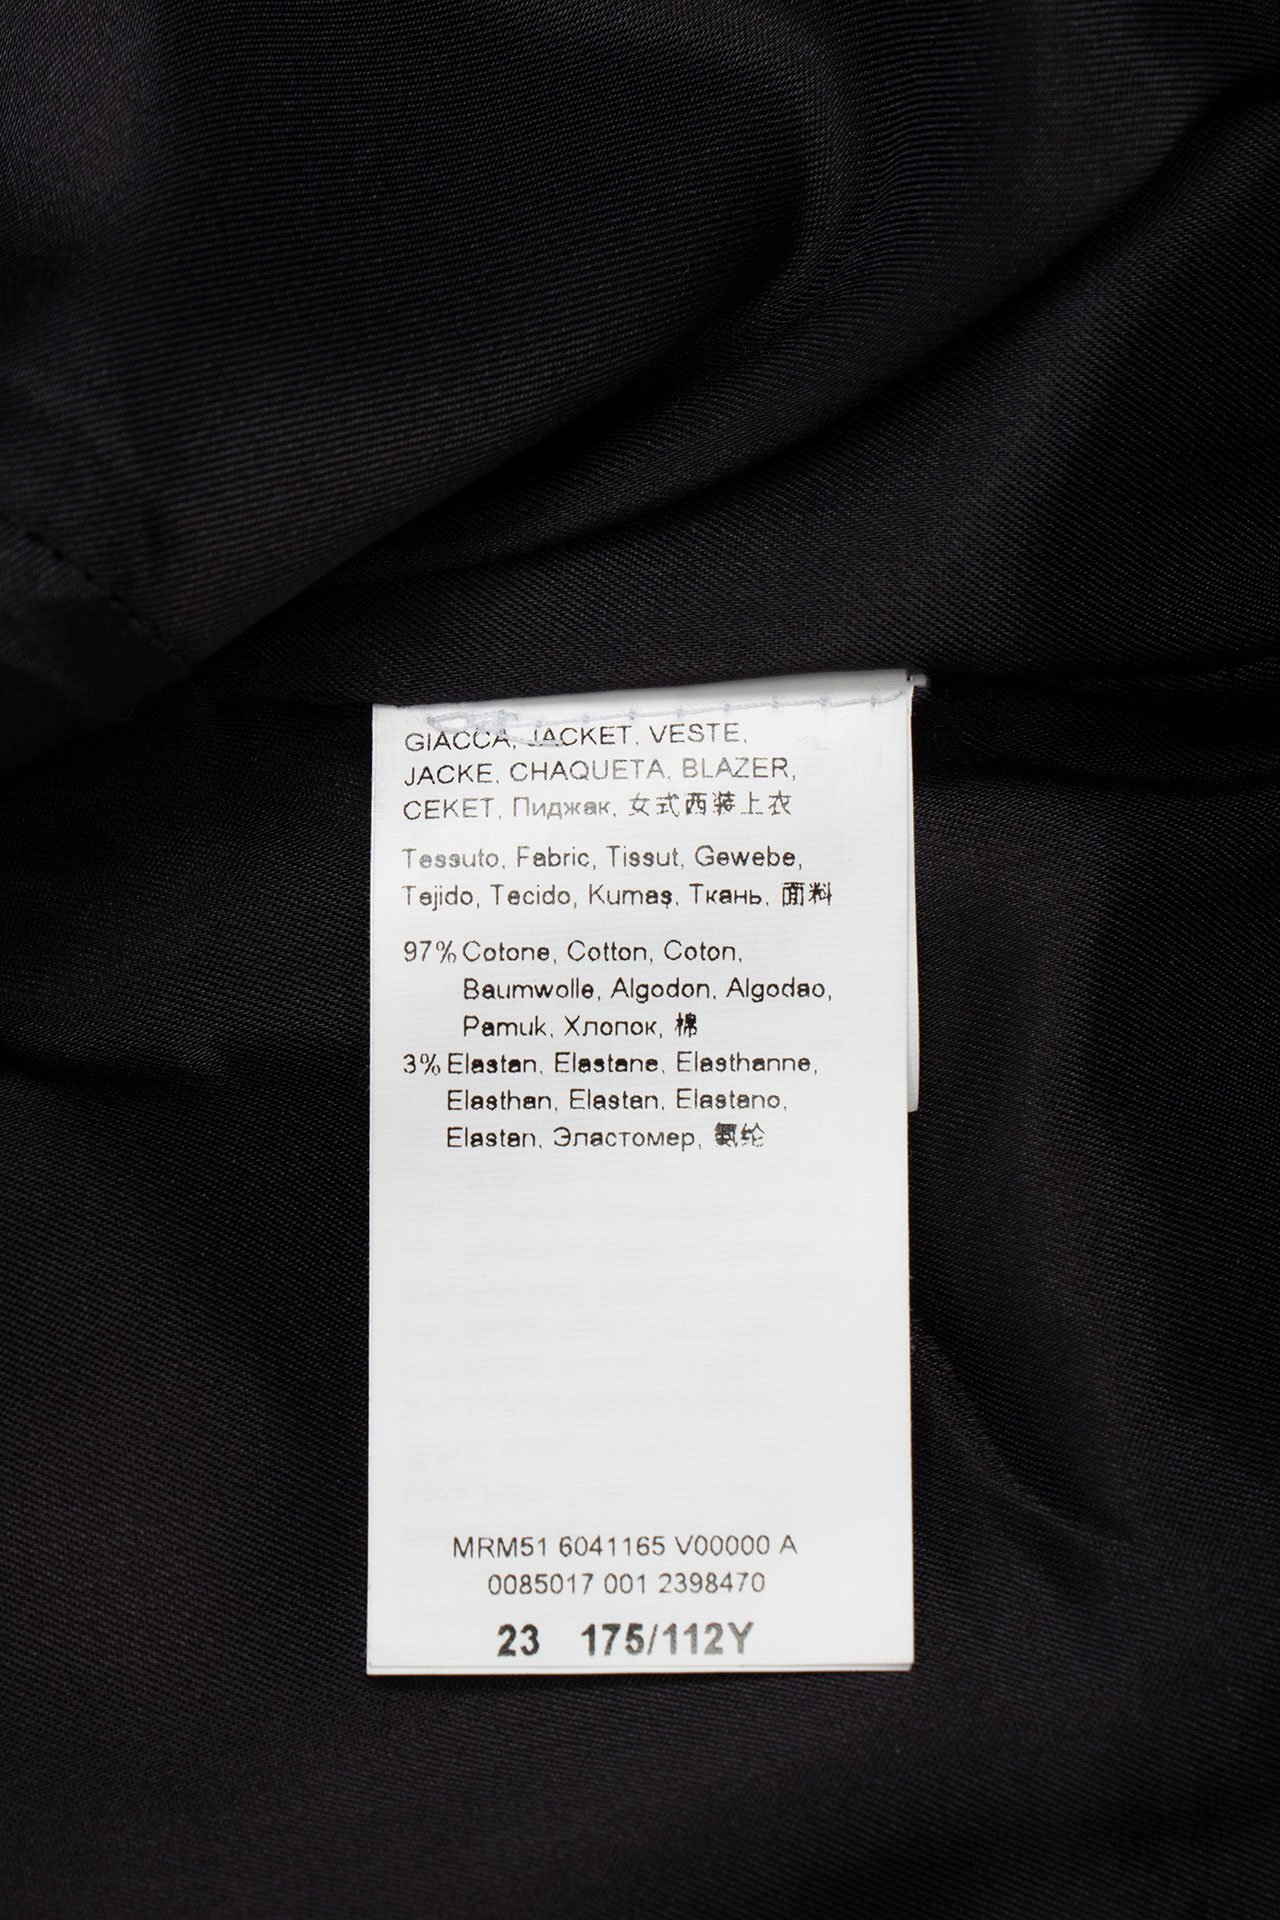 GIACCA, JACKET, VESTE,
JACKE, CHAQUETA, BLAZER,
CEKET, Пиджак, 女式西装上衣
Tessuto, Fabric, Tissut, Gewebe,
Tejido, Tecido, Kumaş, Ткань, 面料
97% Cotone, Cotton, Coton,
Baumwolle, Algodon, Algodao,
Pamuk, Хлопок, 棉
3% Elastan, Elastane, Elasthanne,
Elasthan, Elastan, Elastano,
Elastan, Эластомер, 氨纶
MRM51 6041165 V00000 A
0085017 001 2398470
23 175/112Y